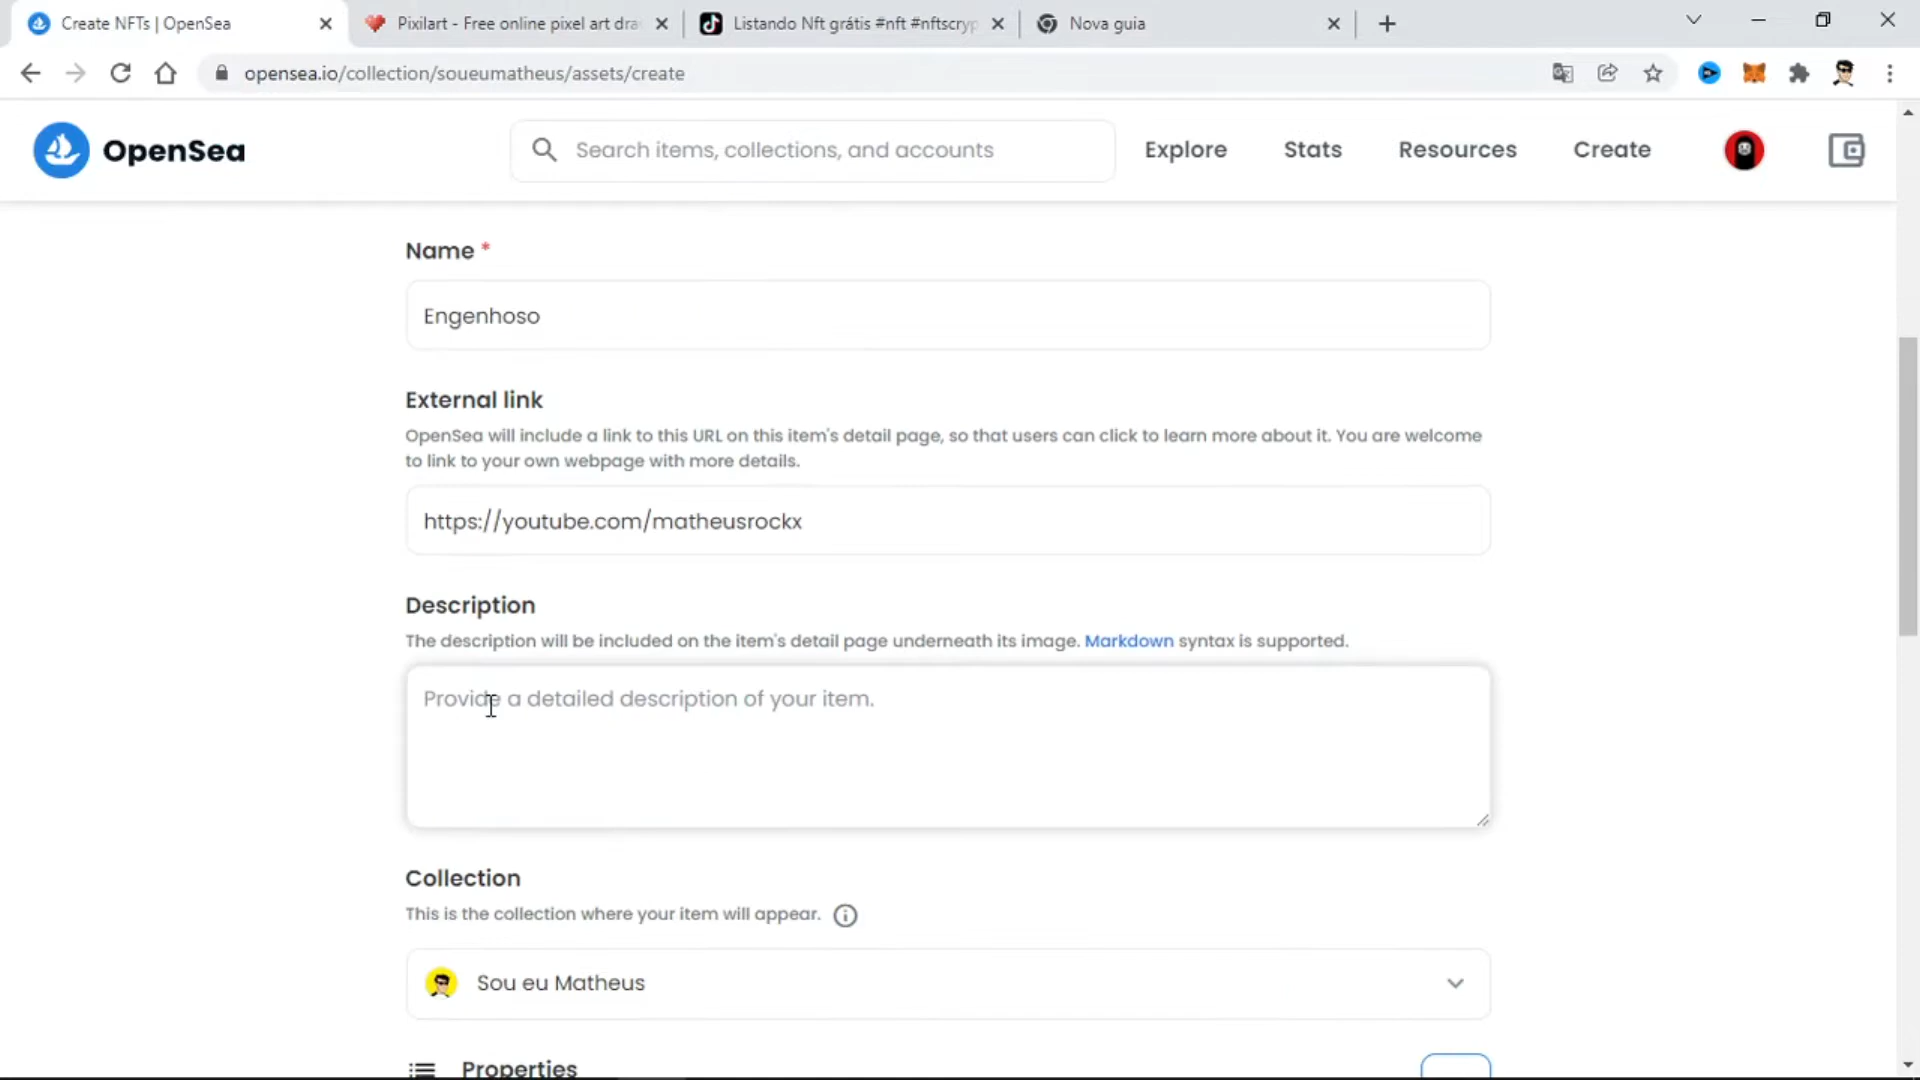 Create NFTs | OpenSea
Pixilart - Free online pixel art dra
Listando Nft grátis #nft #nftscryp
Nova guia
opensea.io/collection/soueumatheus/assets/create
OpenSea
Search items, collections, and accounts
Explore
Stats
Resources
Create
Name *
Engenhoso
External link
OpenSea will include a link to this URL on this item's detail page, so that users can click to learn more about it. You are welcome
to link to your own webpage with more details.
https://youtube.com/matheusrockx
Description
The description will be included on the item's detail page underneath its image. Markdown syntax is supported.
Provide a detailed description of your item.
Collection
This is the collection where your item will appear.
Sou eu Matheus
Properties